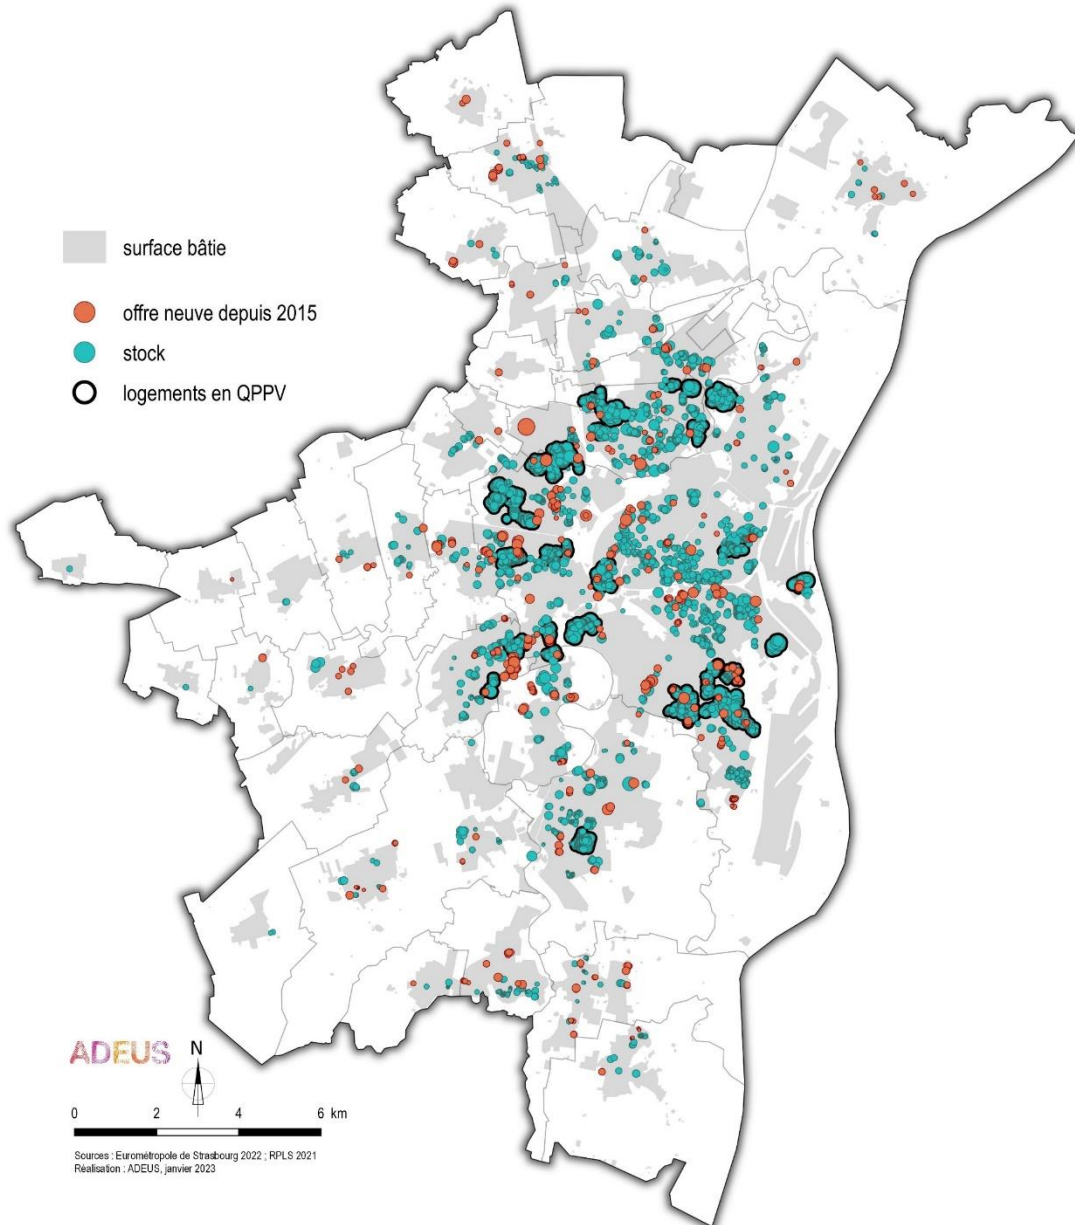 surface bâtie
offre neuve depuis 2015
stock
logements en QPPV
ADEUS
N
0 2 4 6 km
Sources : Eurométropole de Strasbourg 2022 ; RPLS 2021
Réalisation : ADEUS, janvier 2023